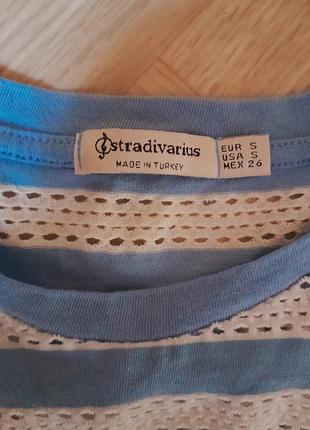 stradivarius
MADE IN TURKEY
EUR S
USA S
MEX 26